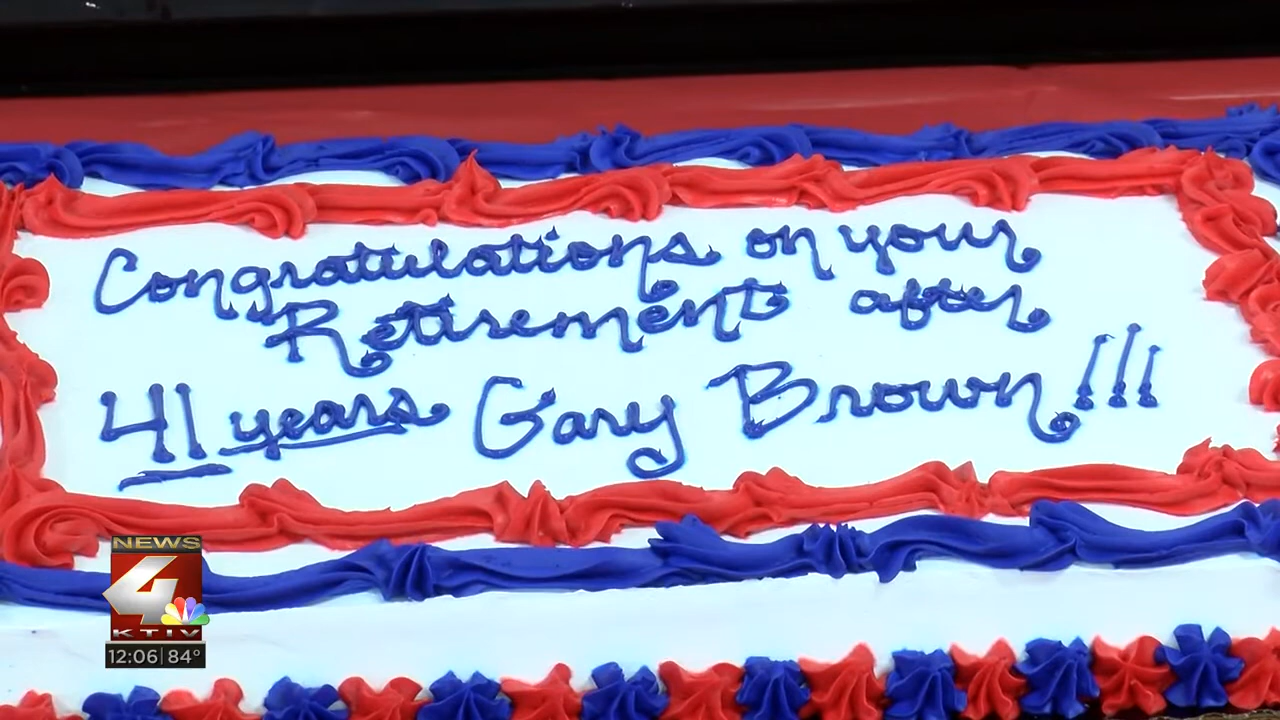 Congratulations on your
Retirement after
41 years Gary Brown!!!
NEWS
4
KTIV
12:06 84°